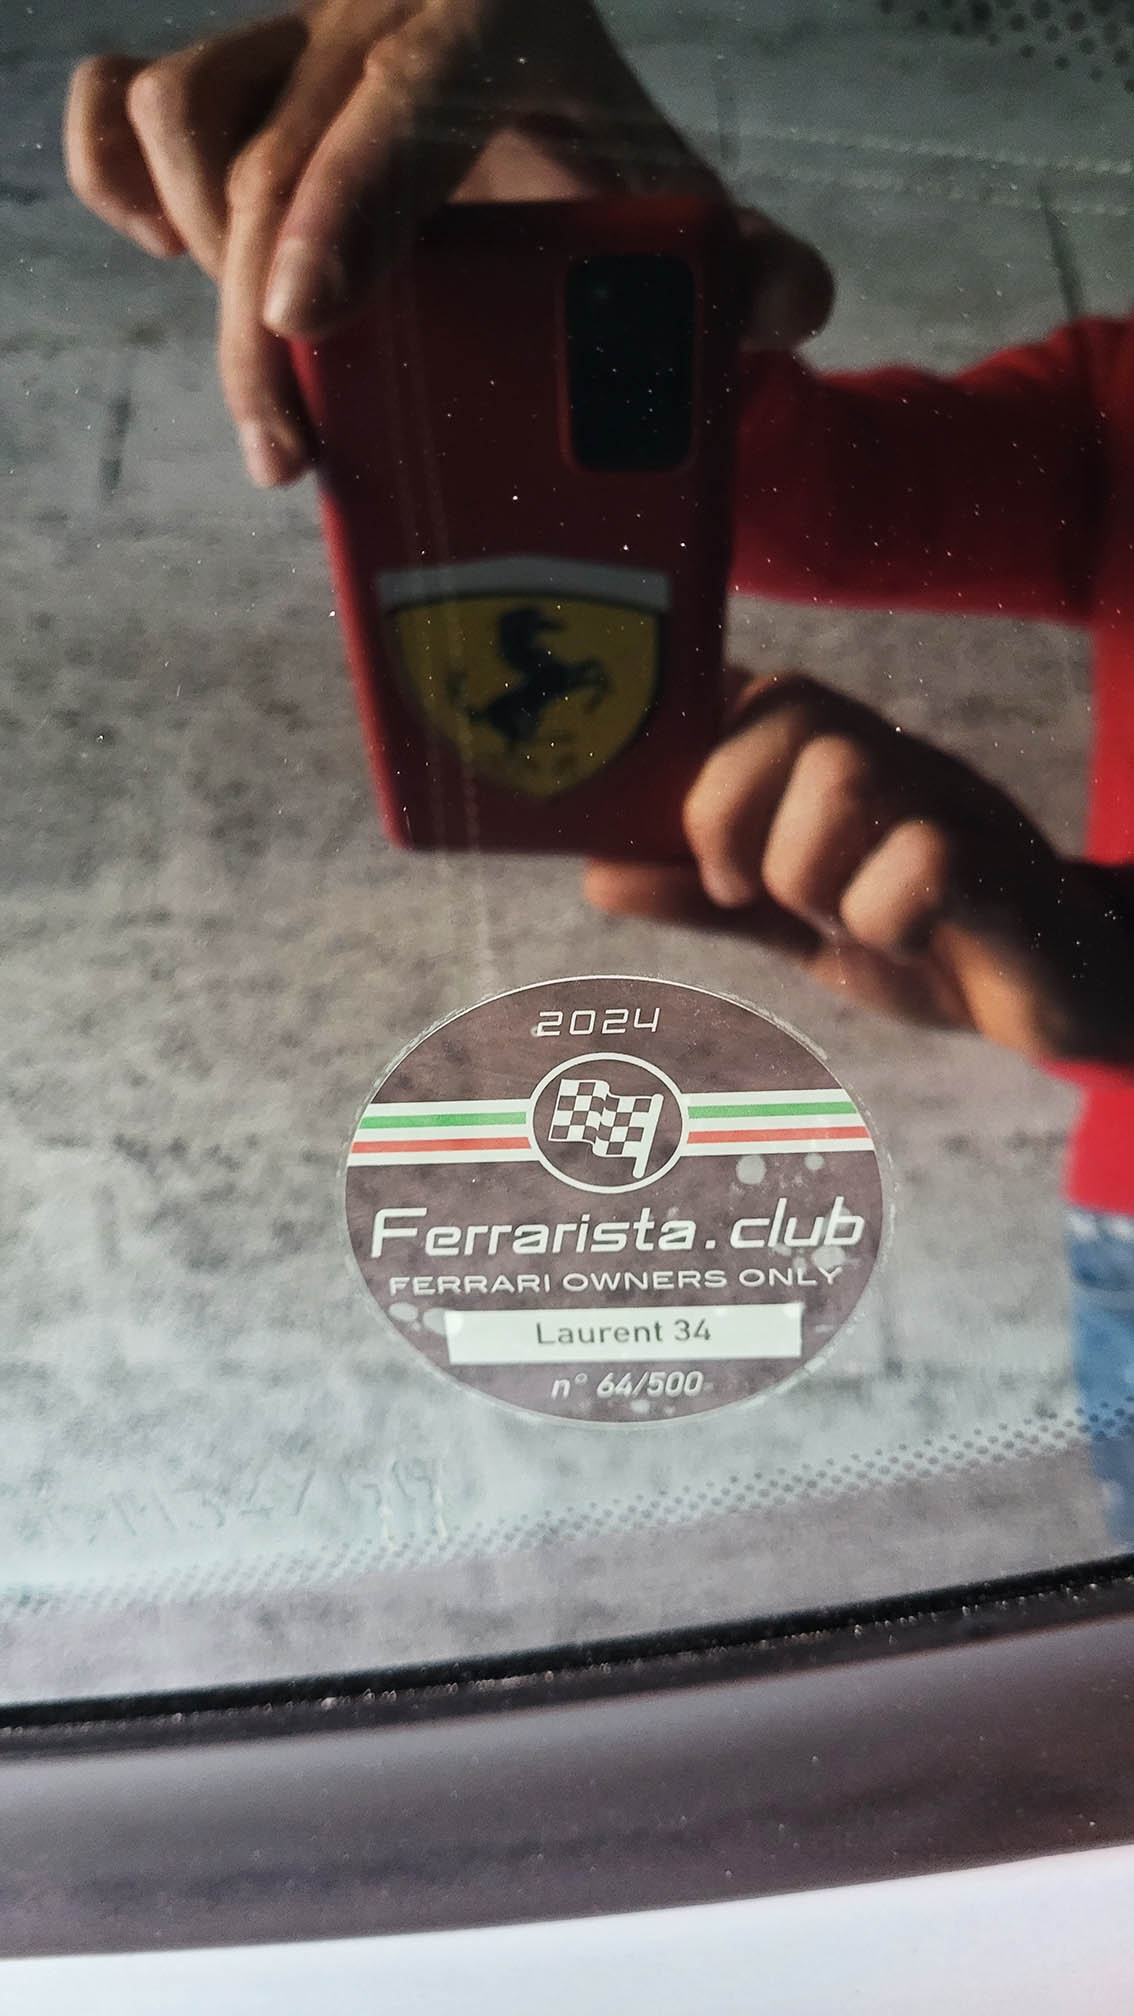 2024
Ferrarista.club
FERRARI OWNERS ONLY
Laurent 34
n° 64/500